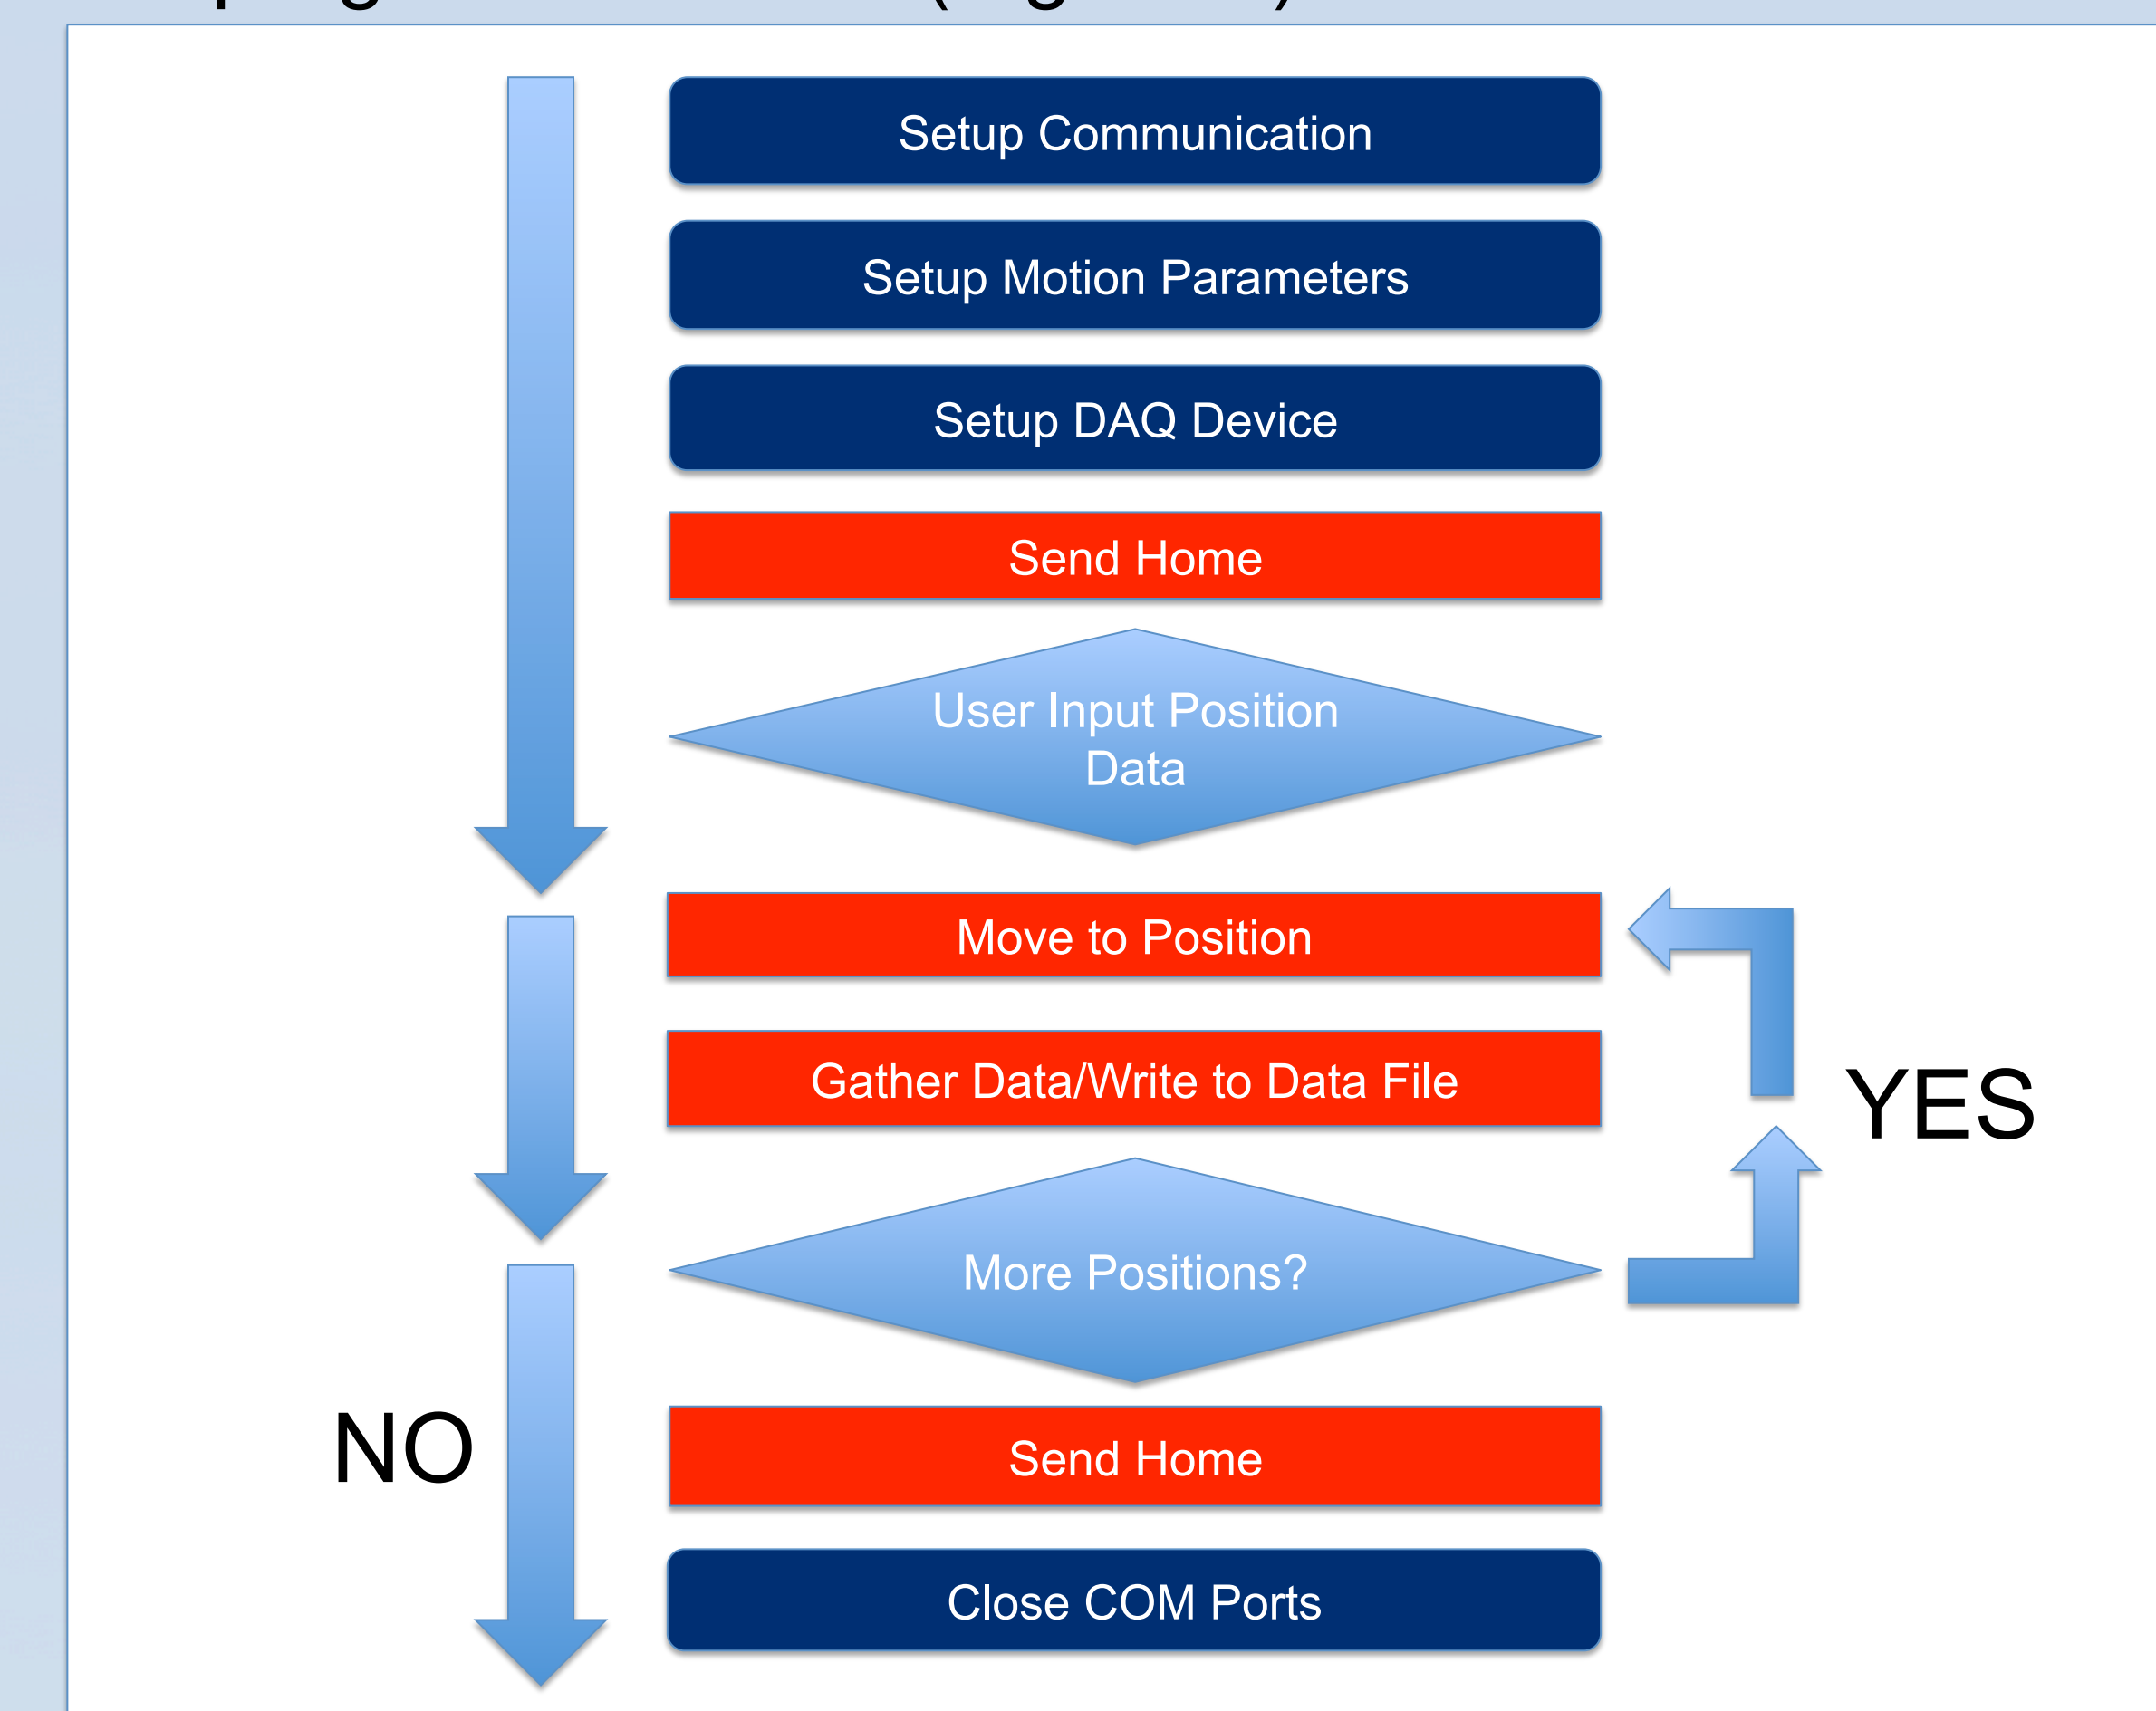 Setup Communication
Setup Motion Parameters
Setup DAQ Device
Send Home
User Input Position
Data
Move to Position
Gather Data/Write to Data File
YES
More Positions?
NO
Send Home
Close COM Ports